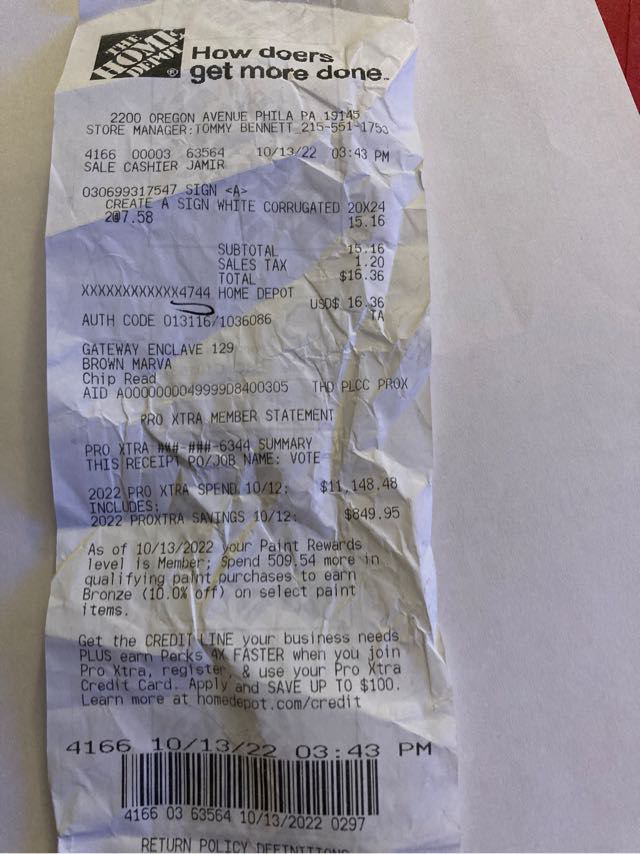 THE HOME DEPOT ®
How doers
get more done™
2200 OREGON AVENUE PHILA PA 19145
STORE MANAGER:TOMMY BENNETT 215-551-1753
4166 00003 63564 10/13/22 03:43 PM
SALE CASHIER JAMIR
030699317547 SIGN <A>
CREATE A SIGN WHITE CORRUGATED 20X24
2@7.58 15.16
SUBTOTAL 15.16
SALES TAX 1.20
TOTAL $16.36
XXXXXXXXXXXX4744 HOME DEPOT
USD$ 16.36
AUTH CODE 013116/1036086 TA
GATEWAY ENCLAVE 129
BROWN MARVA
Chip Read
AID A0000000049999D8400305 THD PLCC PROX
PRO XTRA MEMBER STATEMENT
PRO XTRA ###-###-6344 SUMMARY
THIS RECEIPT PO/JOB NAME: VOTE
2022 PRO XTRA SPEND 10/12: $11,148.48
INCLUDES:
2022 PROXTRA SAVINGS 10/12: $849.95
As of 10/13/2022 your Paint Rewards
level is Member; Spend 509.54 more in
qualifying paint purchases to earn
Bronze (10.0% off) on select paint
items.
Get the CREDIT LINE your business needs
PLUS earn Perks 4X FASTER when you join
Pro Xtra, register, & use your Pro Xtra
Credit Card. Apply and SAVE UP TO $100.
Learn more at homedepot.com/credit
4166 10/13/22 03:43 PM
4166 03 63564 10/13/2022 0297
RETURN POLICY DEFINITIONS